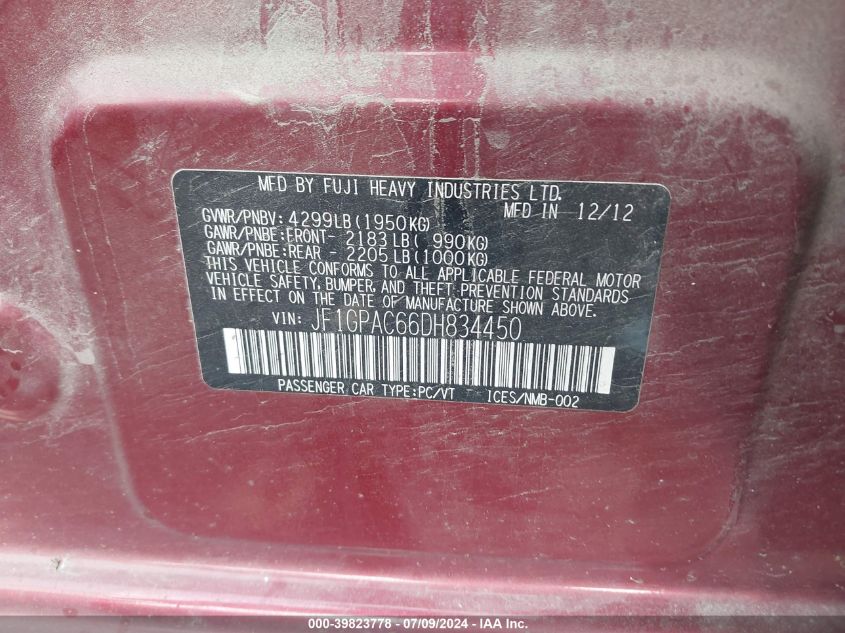 MFD BY FUJI HEAVY INDUSTRIES LTD.
MFD IN 12/12
GVWR/PNBV: 4299LB(1950KG)
GAWR/PNBE:FRONT- 2183LB( 990KG)
GAWR/PNBE:REAR - 2205LB(1000KG)
THIS VEHICLE CONFORMS TO ALL APPLICABLE FEDERAL MOTOR
VEHICLE SAFETY, BUMPER, AND THEFT PREVENTION STANDARDS
IN EFFECT ON THE DATE OF MANUFACTURE SHOWN ABOVE.
VIN: JF1GPAC66DH834450
PASSENGER CAR TYPE:PC/VT ICES/NMB-002
000-39823778 - 07/09/2024 - IAA Inc.